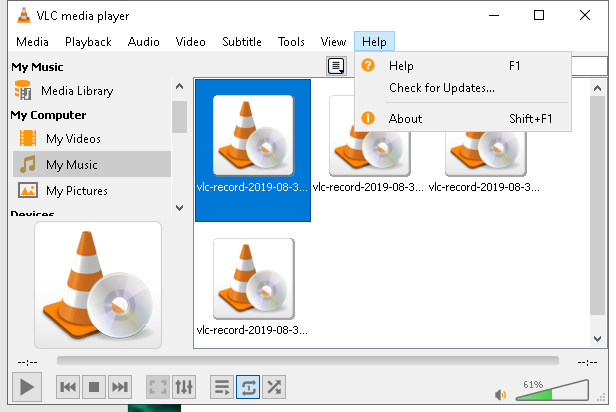 VLC media player
Media Playback Audio Video Subtitle Tools View Help
My Music
Media Library
My Computer
My Videos
My Music
My Pictures
Devices
Help F1
Check for Updates...
About Shift+F1
vlc-record-2019-08-3... vlc-record-2019-08-3... vlc-record-2019-08-3...
vlc-record-2019-08-3...
--:-- --:--
61%